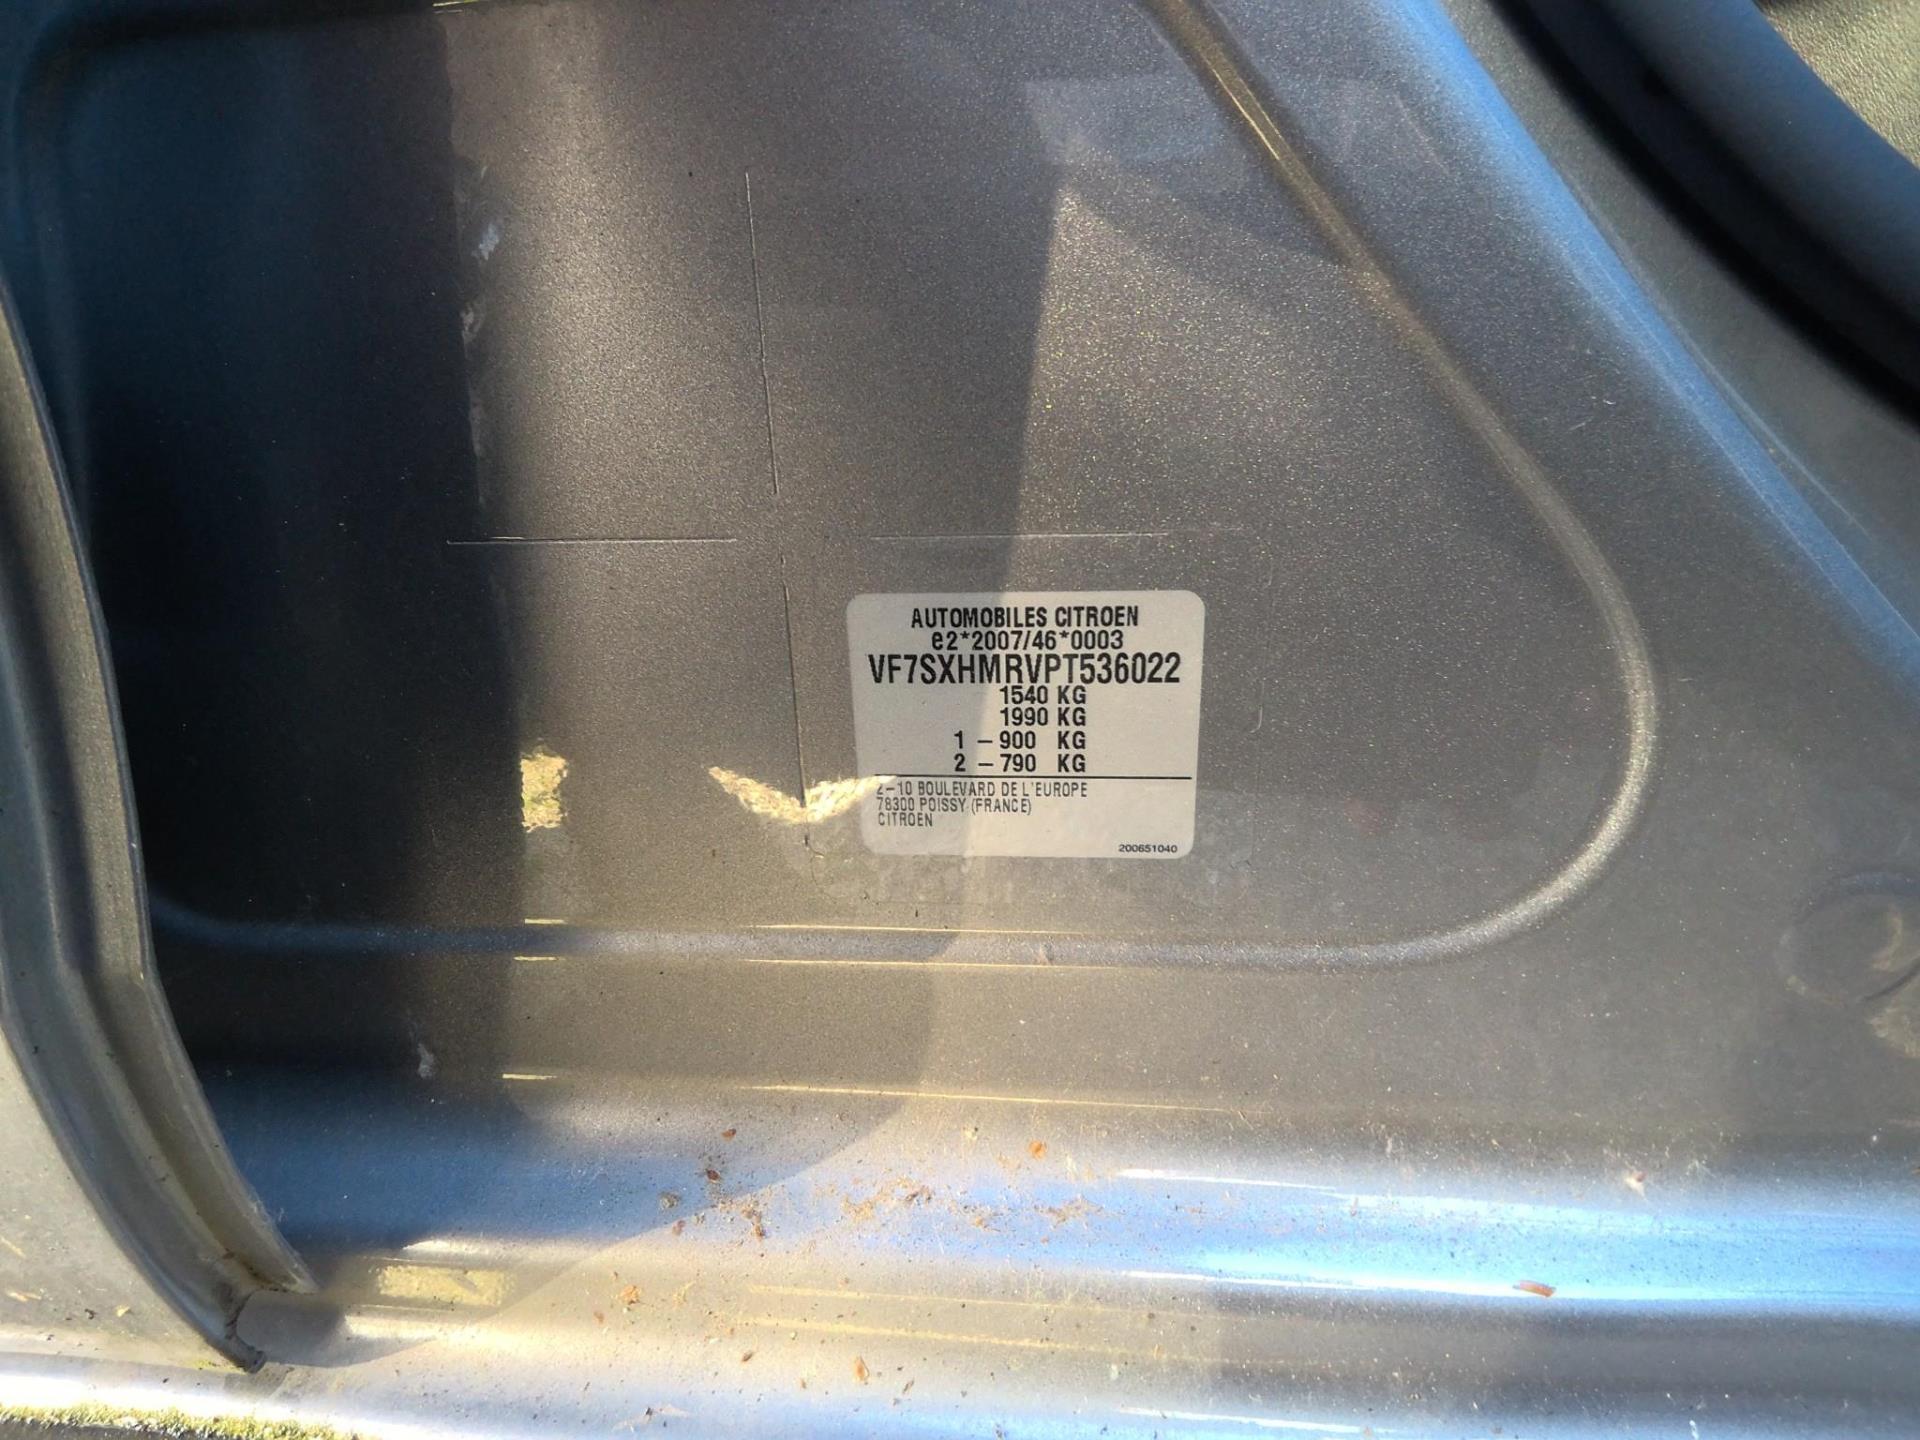 AUTOMOBILES CITROEN
e2*2007/46*0003
VF7SXHMRVPT536022
1540 KG
1990 KG
1 - 900 KG
2 - 790 KG
2-10 BOULEVARD DE L'EUROPE
78300 POISSY (FRANCE)
CITROEN
200651040